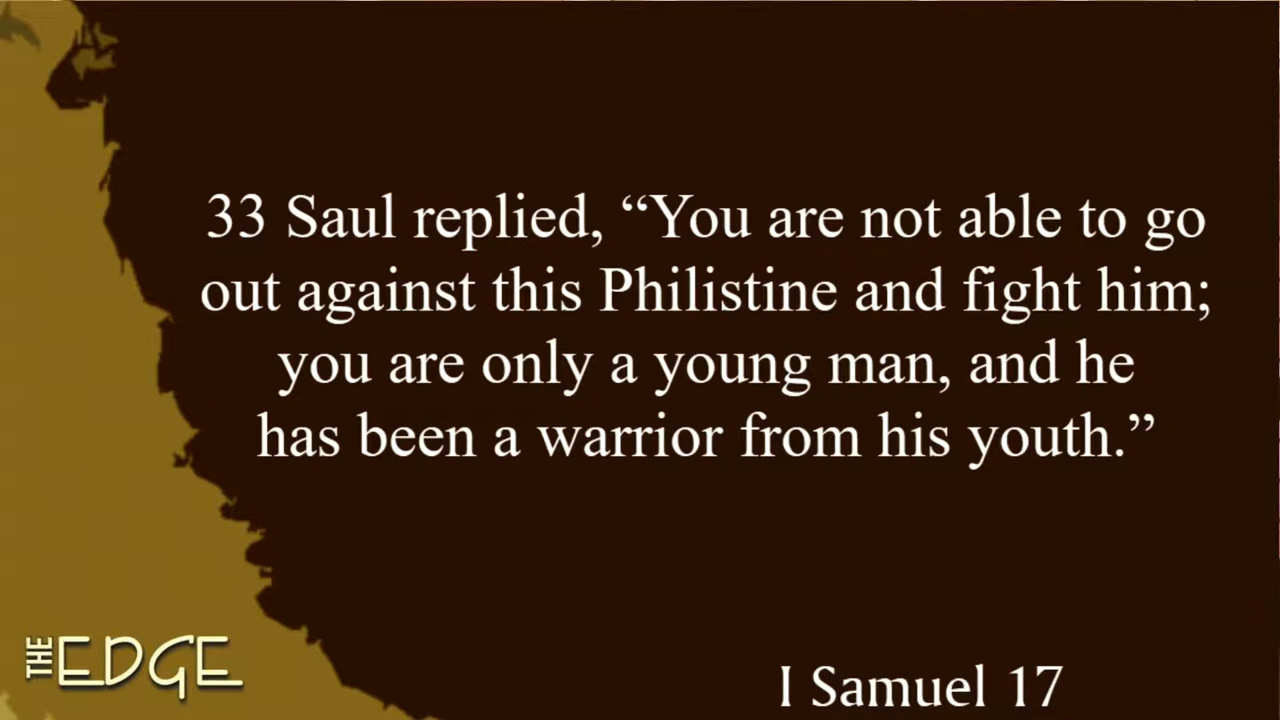 33 Saul replied, “You are not able to go
out against this Philistine and fight him;
you are only a young man, and he
has been a warrior from his youth.”
THE EDGE
I Samuel 17